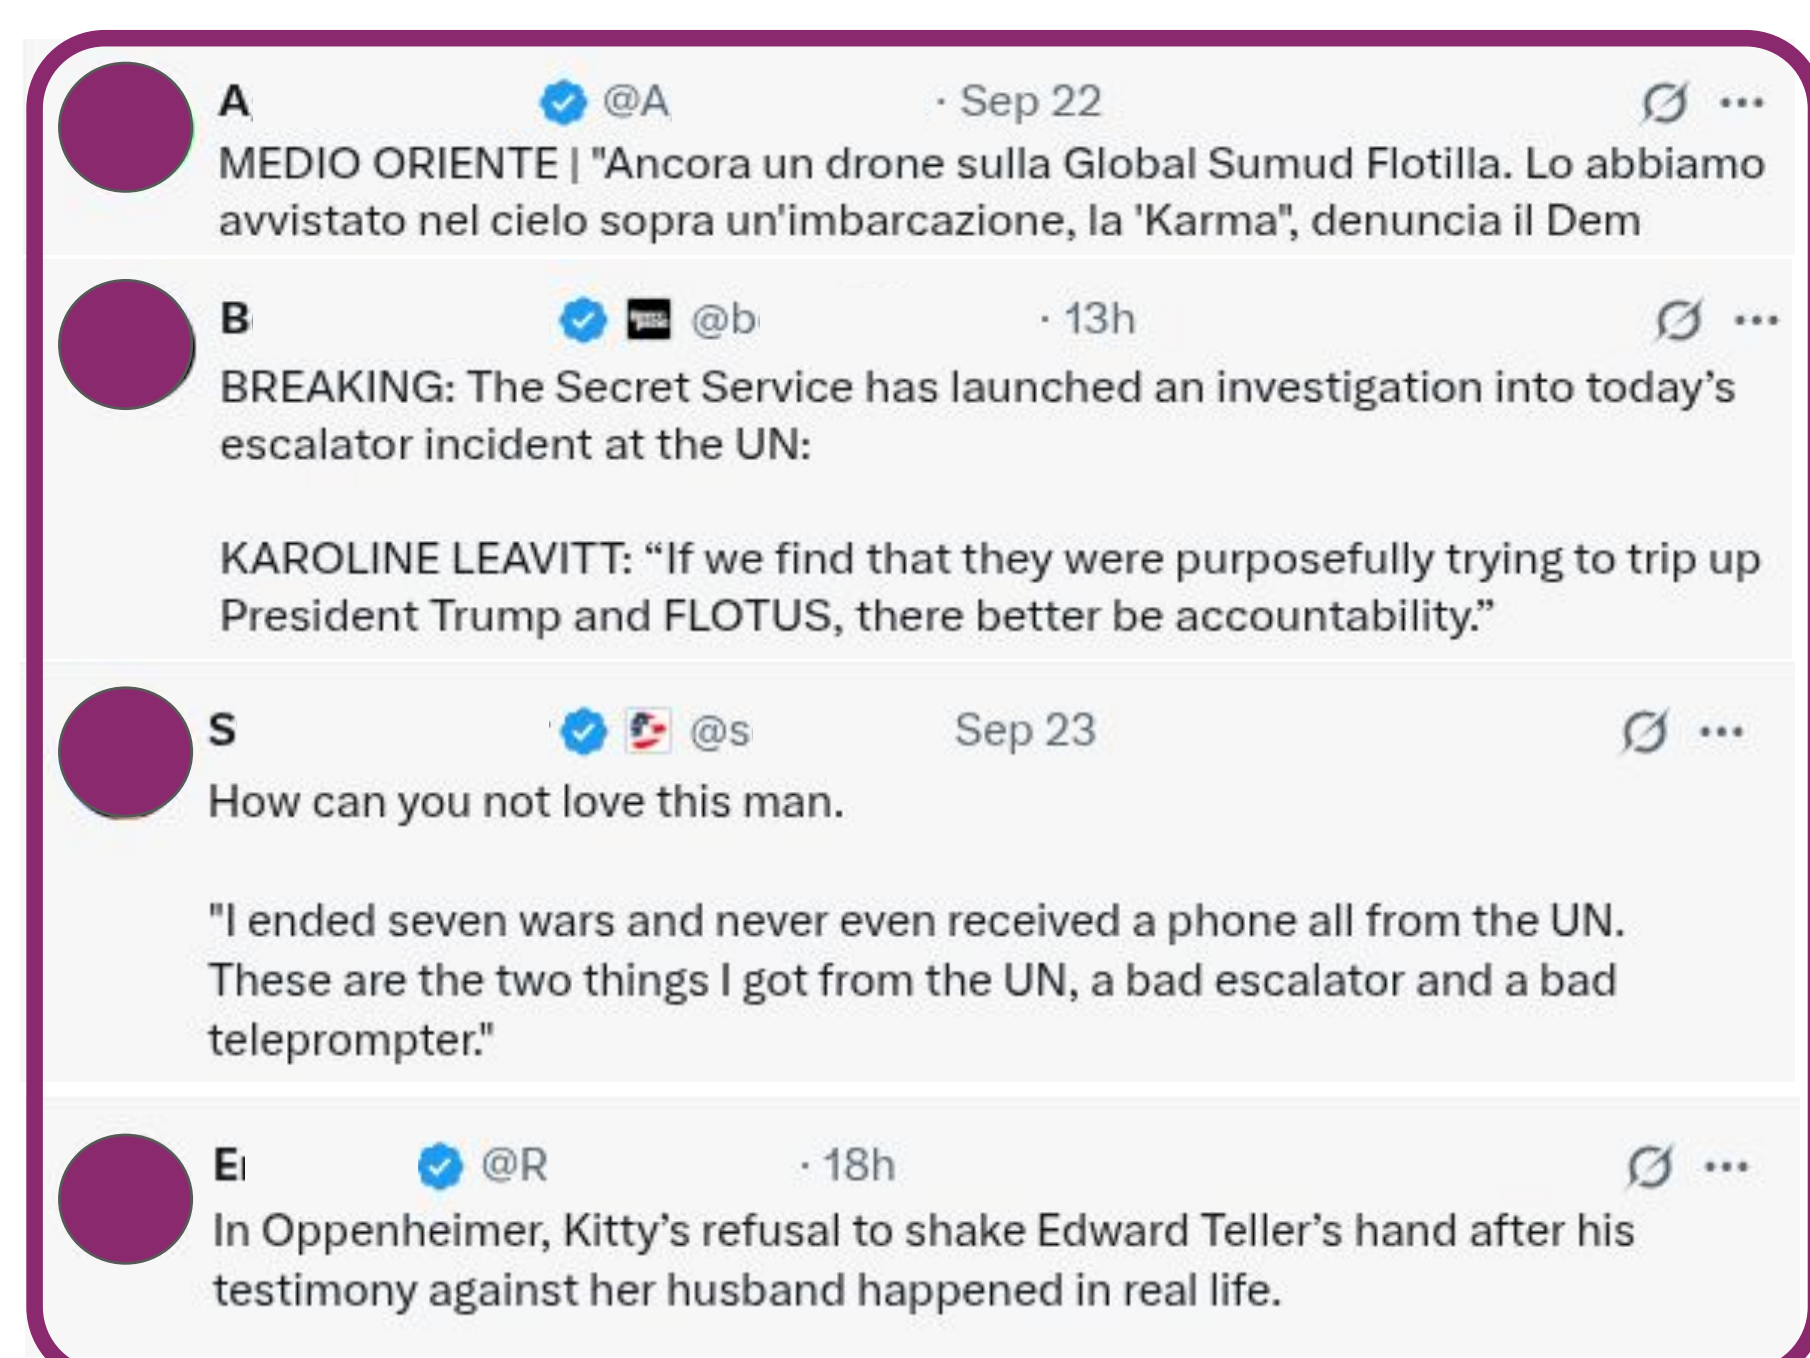 A @A · Sep 22
MEDIO ORIENTE | "Ancora un drone sulla Global Sumud Flotilla. Lo abbiamo
avvistato nel cielo sopra un'imbarcazione, la 'Karma", denuncia il Dem
B @b · 13h
BREAKING: The Secret Service has launched an investigation into today’s
escalator incident at the UN:
KAROLINE LEAVITT: “If we find that they were purposefully trying to trip up
President Trump and FLOTUS, there better be accountability.”
S @s Sep 23
How can you not love this man.
"I ended seven wars and never even received a phone all from the UN.
These are the two things I got from the UN, a bad escalator and a bad
teleprompter."
E @R · 18h
In Oppenheimer, Kitty’s refusal to shake Edward Teller’s hand after his
testimony against her husband happened in real life.